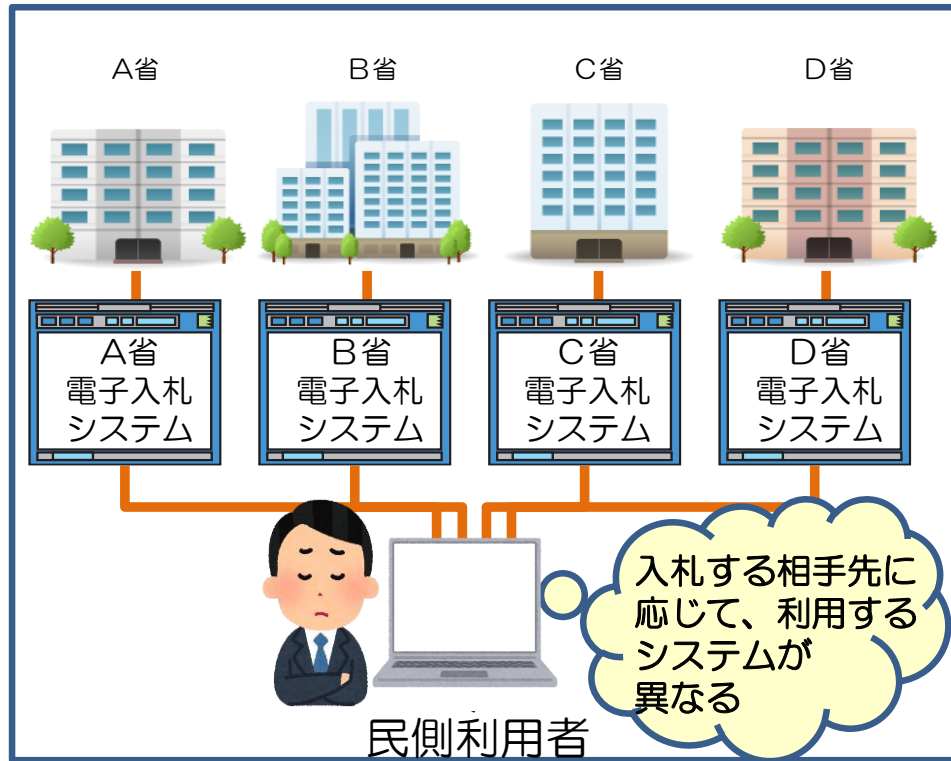 A省
B省
C省
D省
A省
電子入札
システム
B省
電子入札
システム
C省
電子入札
システム
D省
電子入札
システム
入札する相手先に
応じて、利用する
システムが
異なる
民側利用者